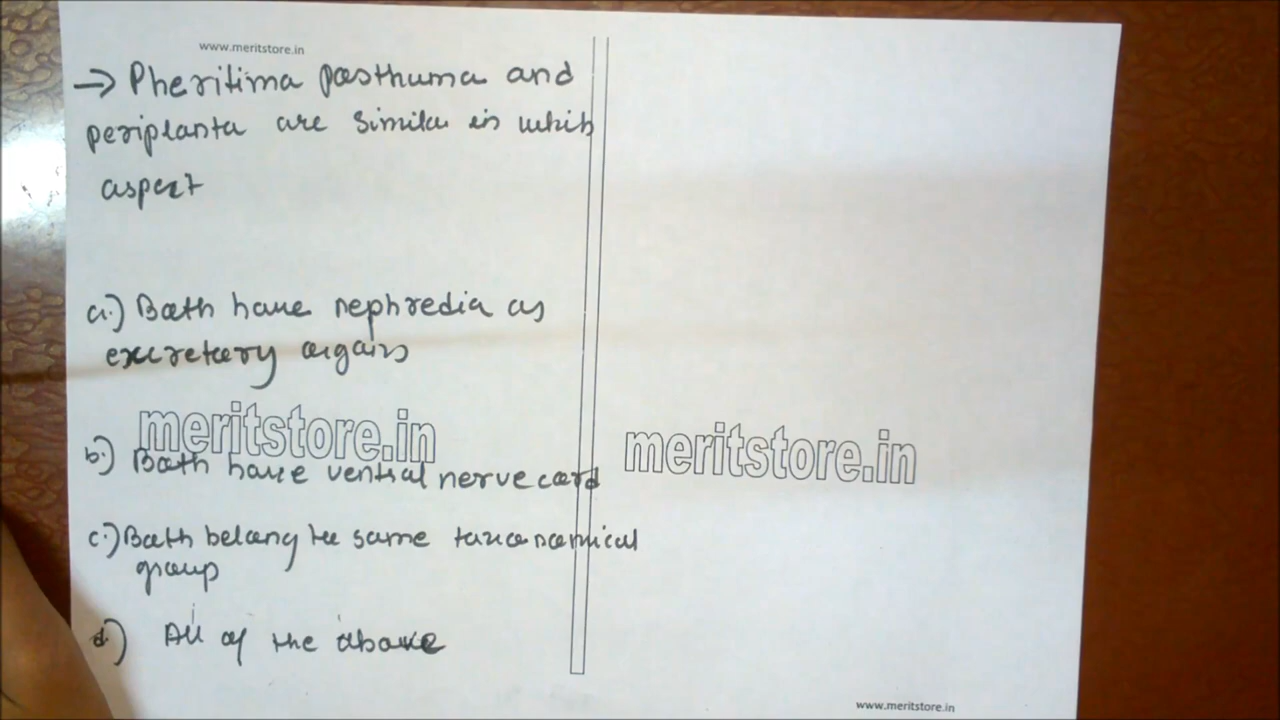 www.meritstore.in
→ Pheritima posthuma and
periplanta are similar in which
aspect
a.) Both have nephredia as
excretory organs
meritstore.in
b.) Both have ventral nerve cord
meritstore.in
c.) Both belong to same taxonomical
group
d.) All of the above
www.meritstore.in